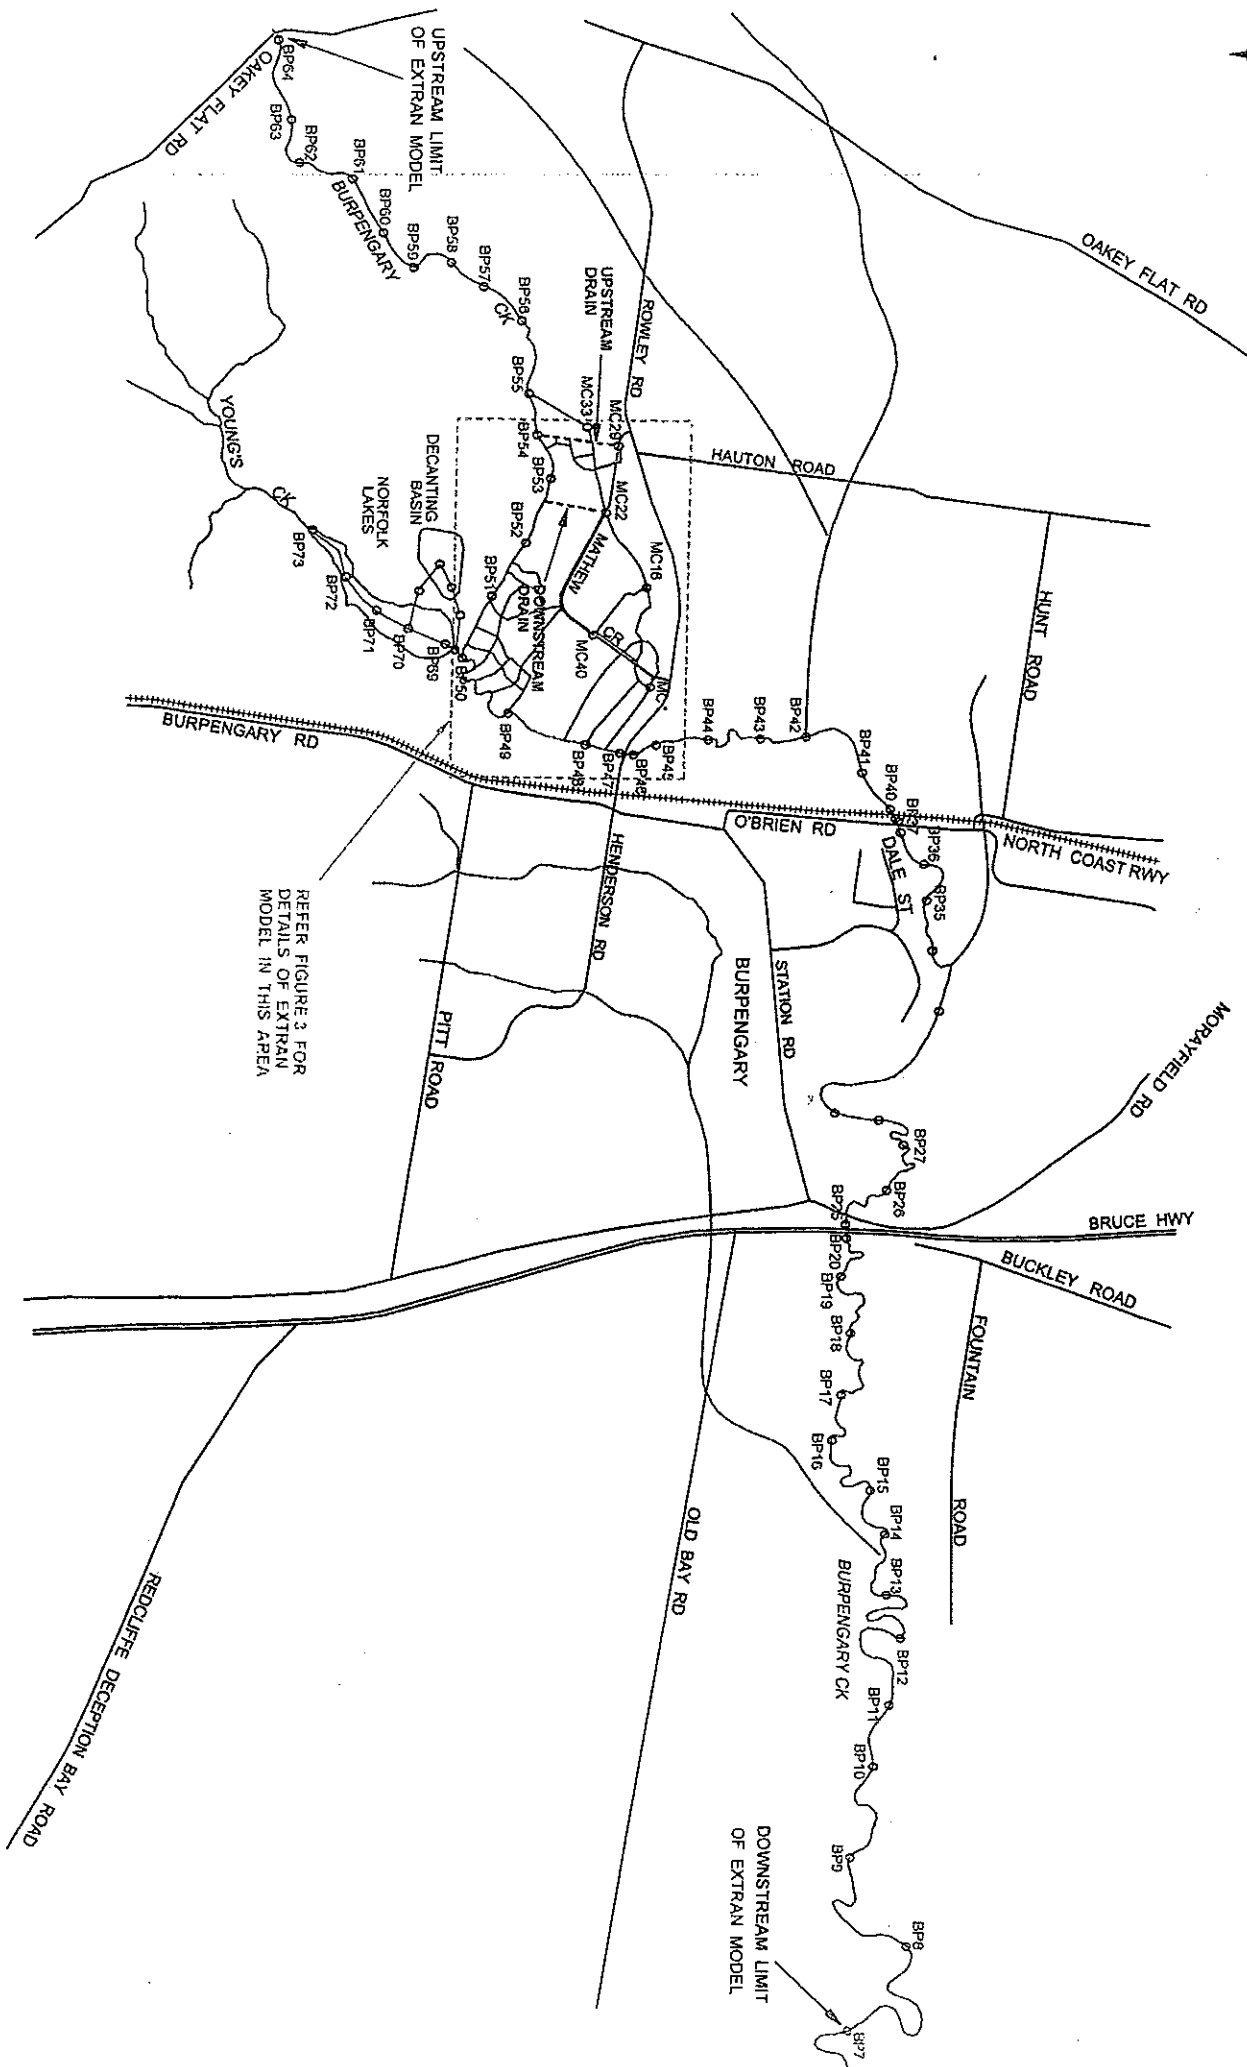 UPSTREAM LIMIT
OF EXTRAN MODEL
BP64
OAKEY FLAT RD
BP63
BP62
BP61
BURPENGARY
BP60
BP59
BP58
BP57
CK
BP56
BP55
BP54
BP53
BP52
BP51
UPSTREAM
DRAIN
ROWLEY RD
MC33
MC29
MC22
MATHEW
CR
MC16
MC40
DOWNSTREAM
DRAIN
OAKEY FLAT RD
HAUTON ROAD
HUNT ROAD
YOUNG'S
CK
DECANTING
BASIN
NORFOLK
LAKES
BP73
BP72
BP71
BP70
BP69
BP50
BP49
BP48
BP47
BP46
BP45
BP44
BP43
BP42
BP41
BP40
BP37
BP36
BP35
BURPENGARY RD
O'BRIEN RD
DALE ST
NORTH COAST RWY
HENDERSON RD
STATION RD
BURPENGARY
PITT ROAD
REFER FIGURE 3 FOR
DETAILS OF EXTRAN
MODEL IN THIS AREA
MORAYFIELD RD
BP27
BP26
BP25
BP20
BP19
BP18
BP17
BP16
BP15
BP14
BP13
BP12
BP11
BP10
BP9
BP8
BP7
BRUCE HWY
BUCKLEY ROAD
FOUNTAIN
ROAD
BURPENGARY CK
OLD BAY RD
REDCLIFFE DECEPTION BAY ROAD
DOWNSTREAM LIMIT
OF EXTRAN MODEL